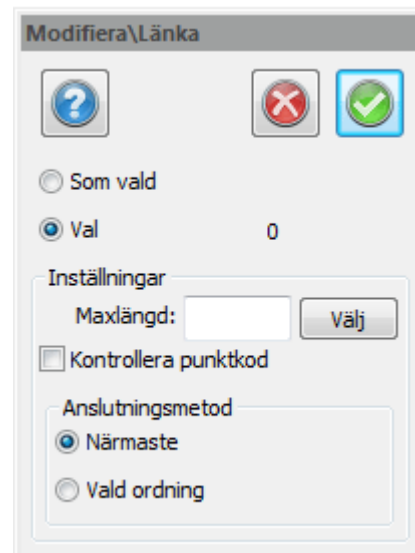 Modifiera\Länka
Som vald
Val 0
Inställningar
Maxlängd: Välj
Kontrollera punktkod
Anslutningsmetod
Närmaste
Vald ordning